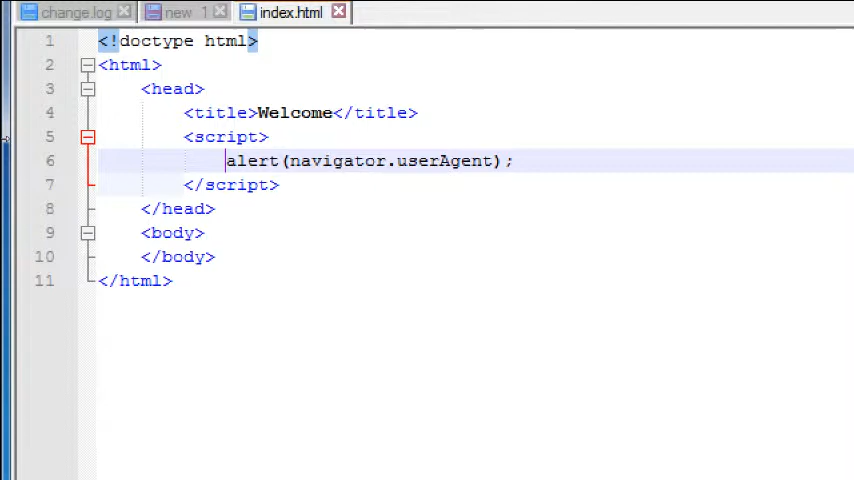 change.log new 1 index.html
1 <!doctype html>
2 <html>
3 <head>
4 <title>Welcome</title>
5 <script>
6 alert(navigator.userAgent);
7 </script>
8 </head>
9 <body>
10 </body>
11 </html>